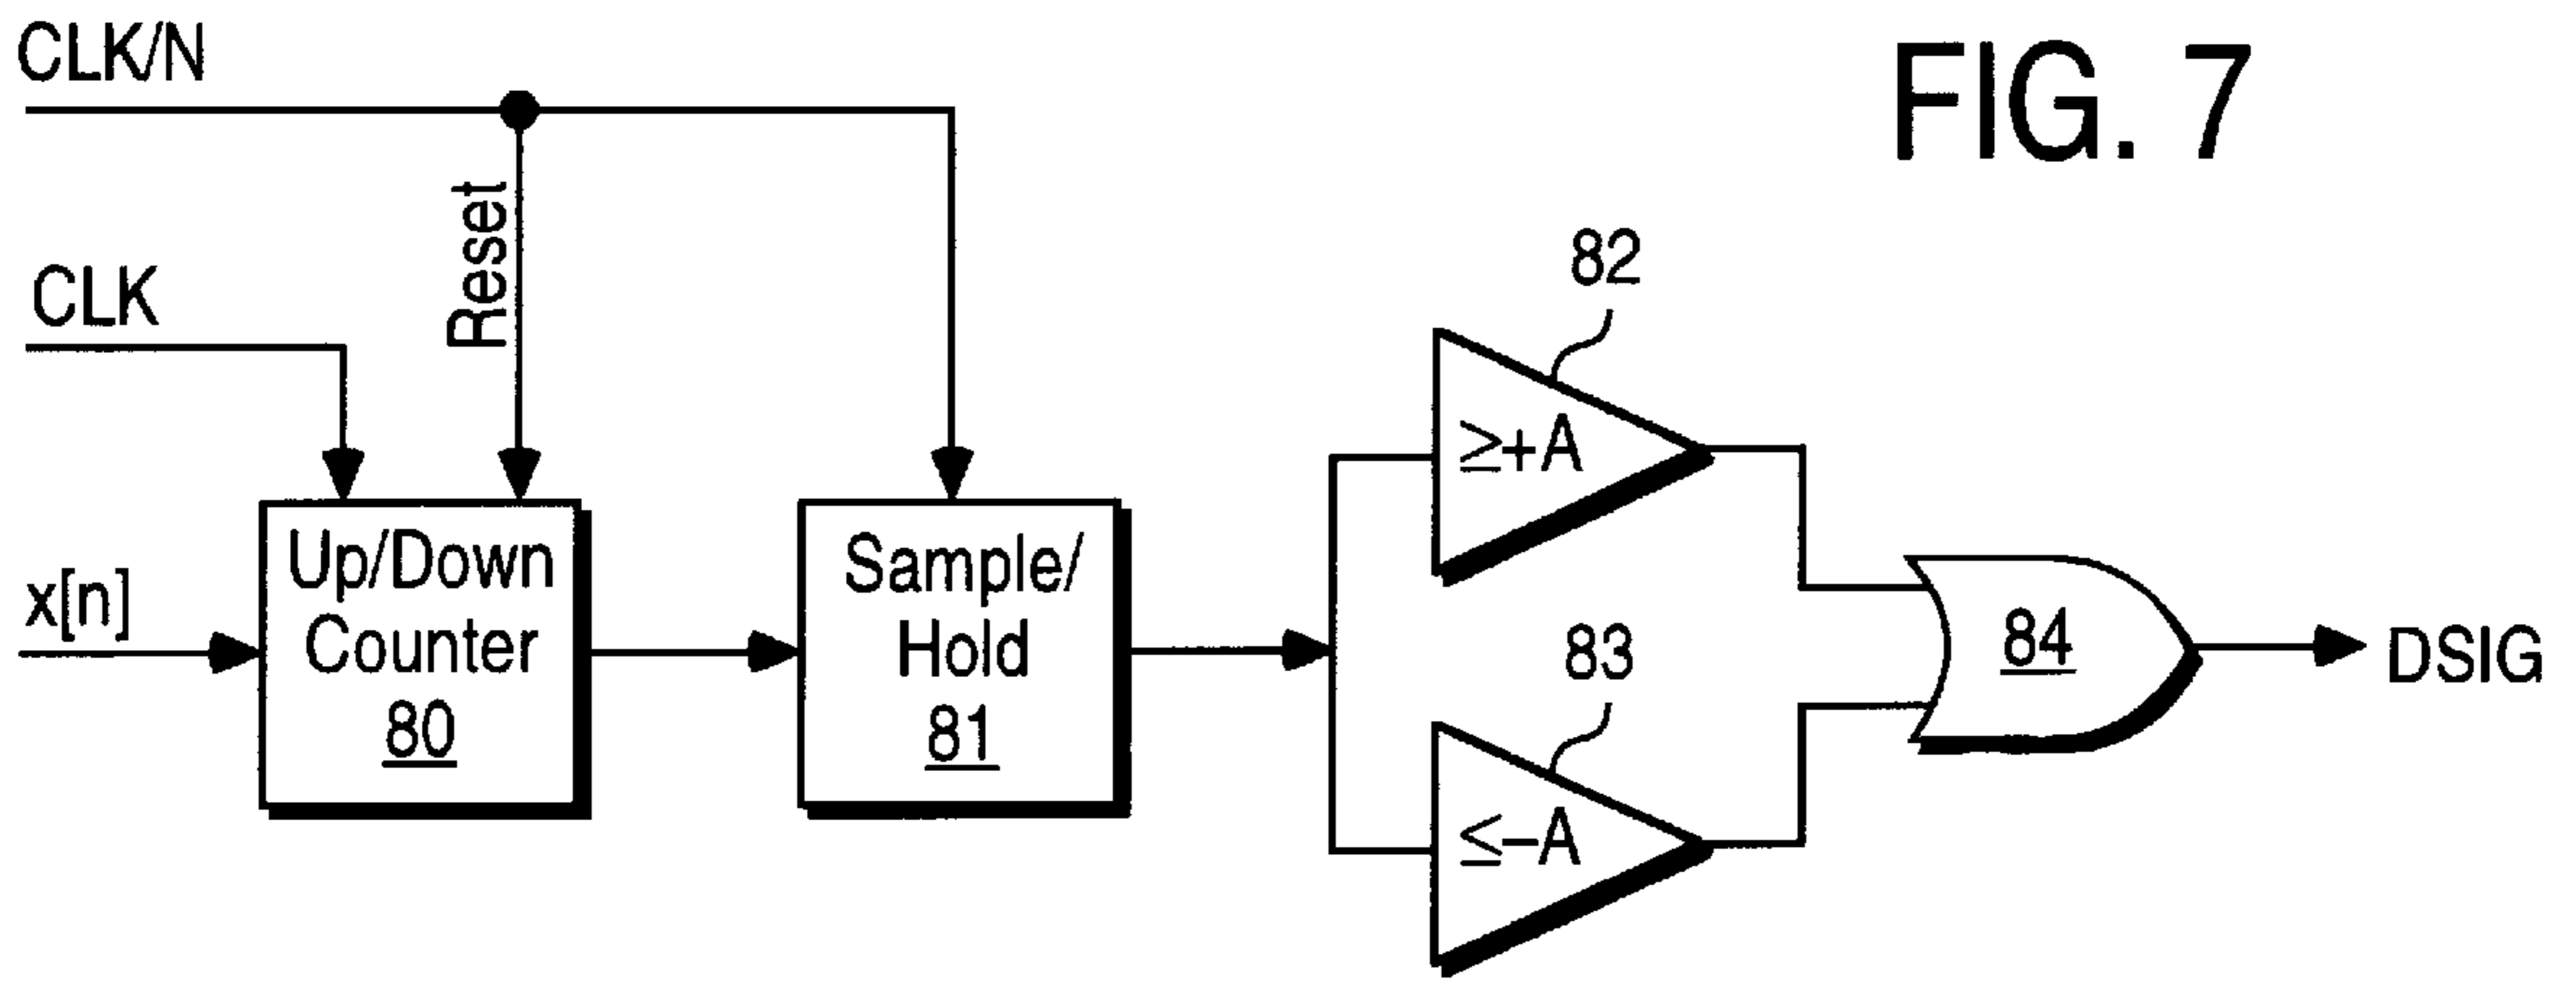 CLK/N
FIG. 7
Reset
CLK
82
≥+A
x[n]
Up/Down
Counter
80
Sample/
Hold
81
83
84
DSIG
≤−A